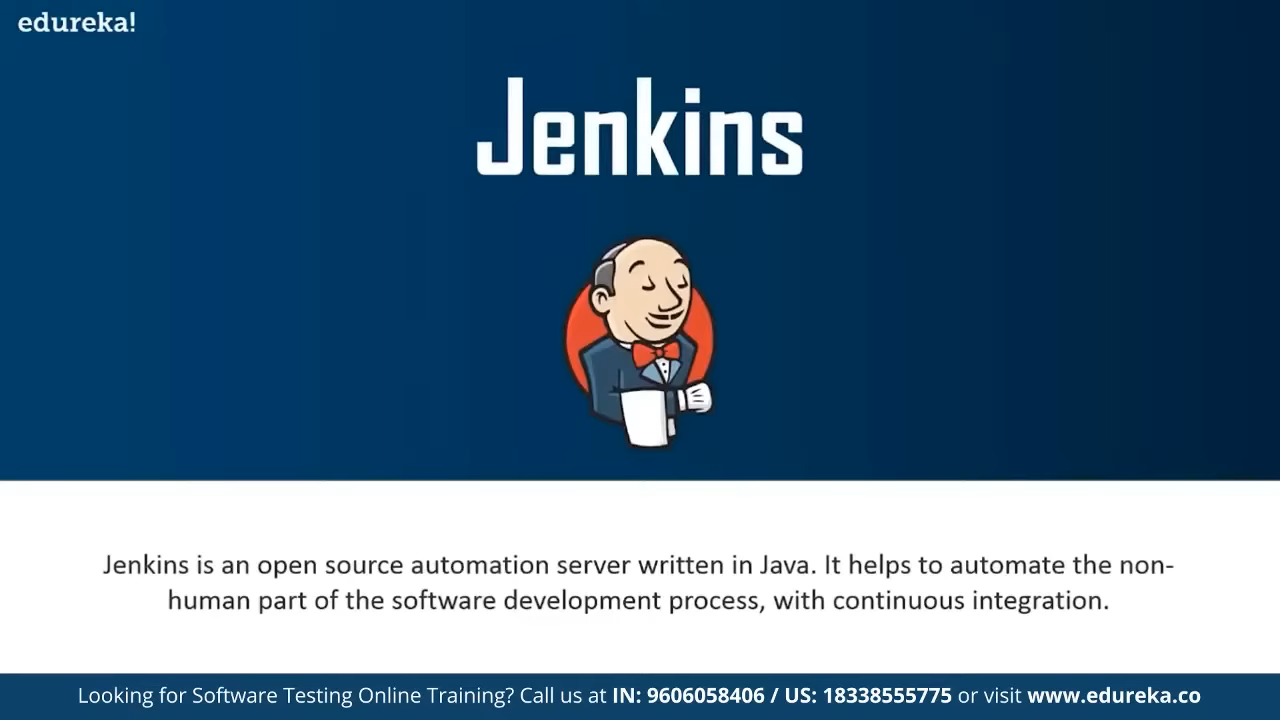 edureka!
Jenkins
Jenkins is an open source automation server written in Java. It helps to automate the non-
human part of the software development process, with continuous integration.
Looking for Software Testing Online Training? Call us at IN: 9606058406 / US: 18338555775 or visit www.edureka.co